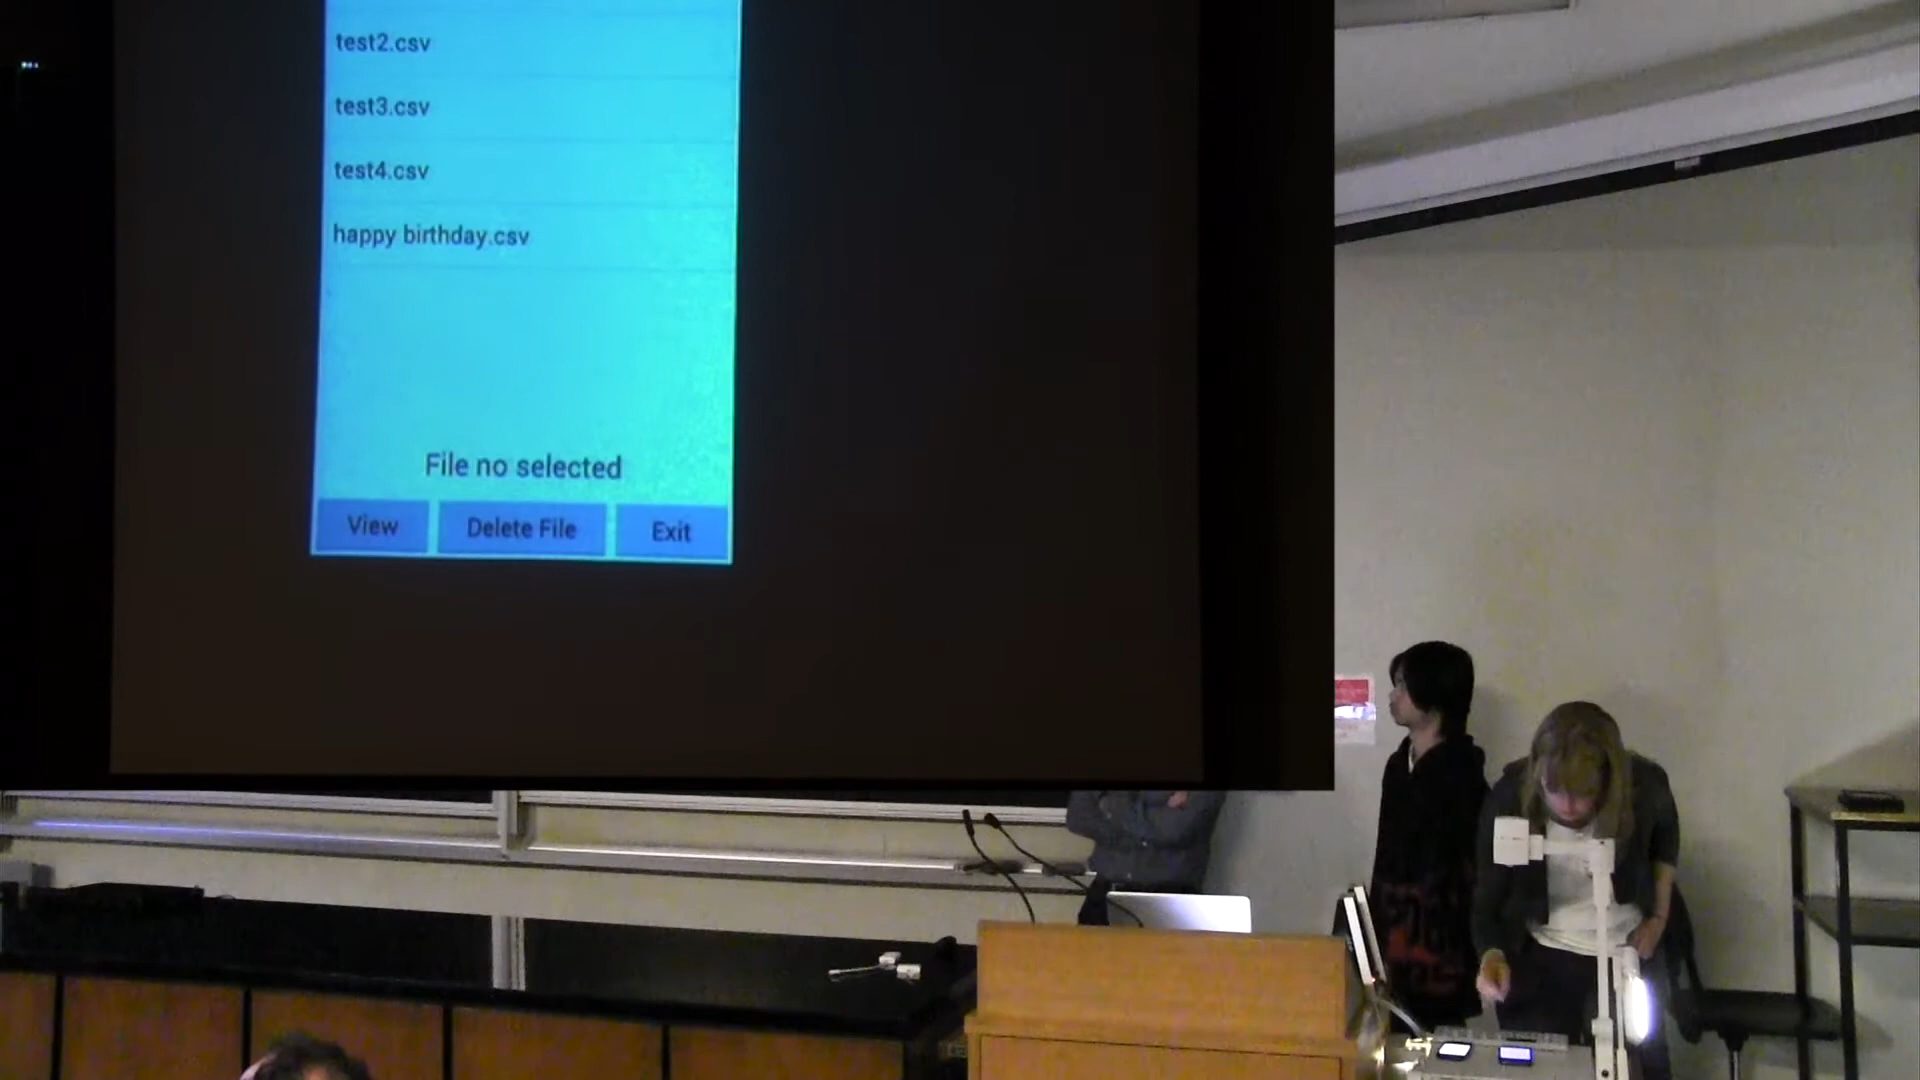 test2.csv
test3.csv
test4.csv
happy birthday.csv
File no selected
View
Delete File
Exit